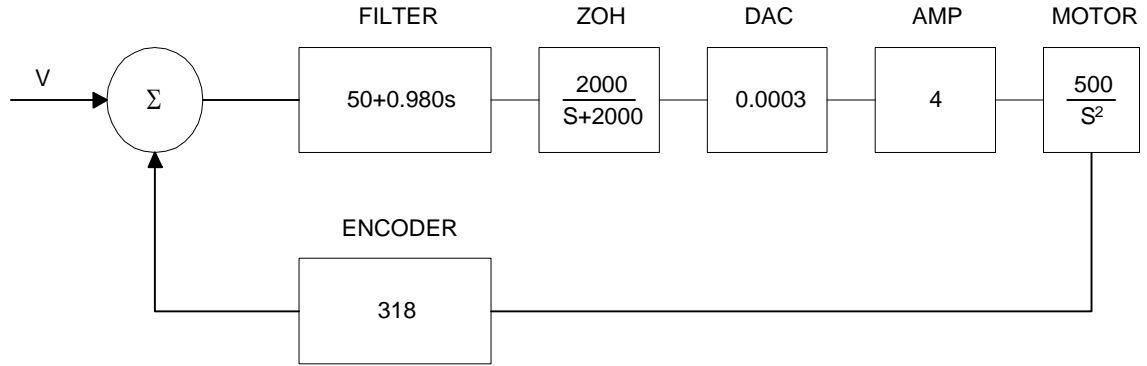 FILTER ZOH DAC AMP MOTOR
V
Σ
50+0.980s
2000
S+2000
0.0003
4
500
S²
ENCODER
318